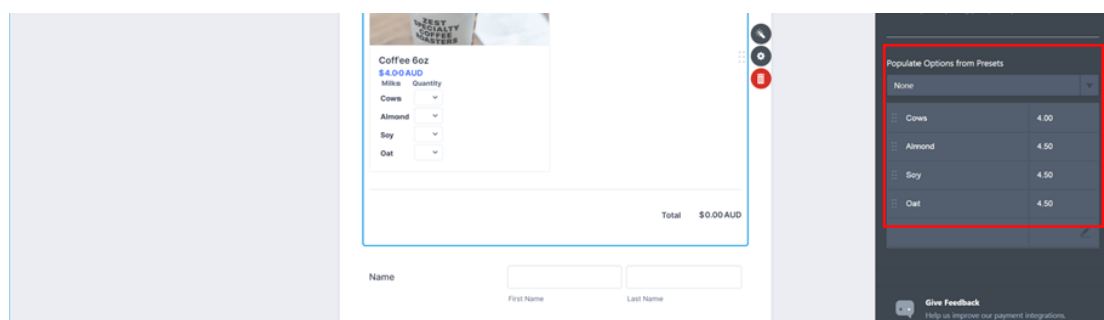 ZEST
SPECIALTY
COFFEE
ROASTERS
Coffee 6oz
$4.00 AUD
Milks Quantity
Cows
Almond
Soy
Oat
Total $0.00 AUD
Name
First Name Last Name
Populate Options from Presets
None
Cows 4.00
Almond 4.50
Soy 4.50
Oat 4.50
Give Feedback
Help us improve our payment integrations.